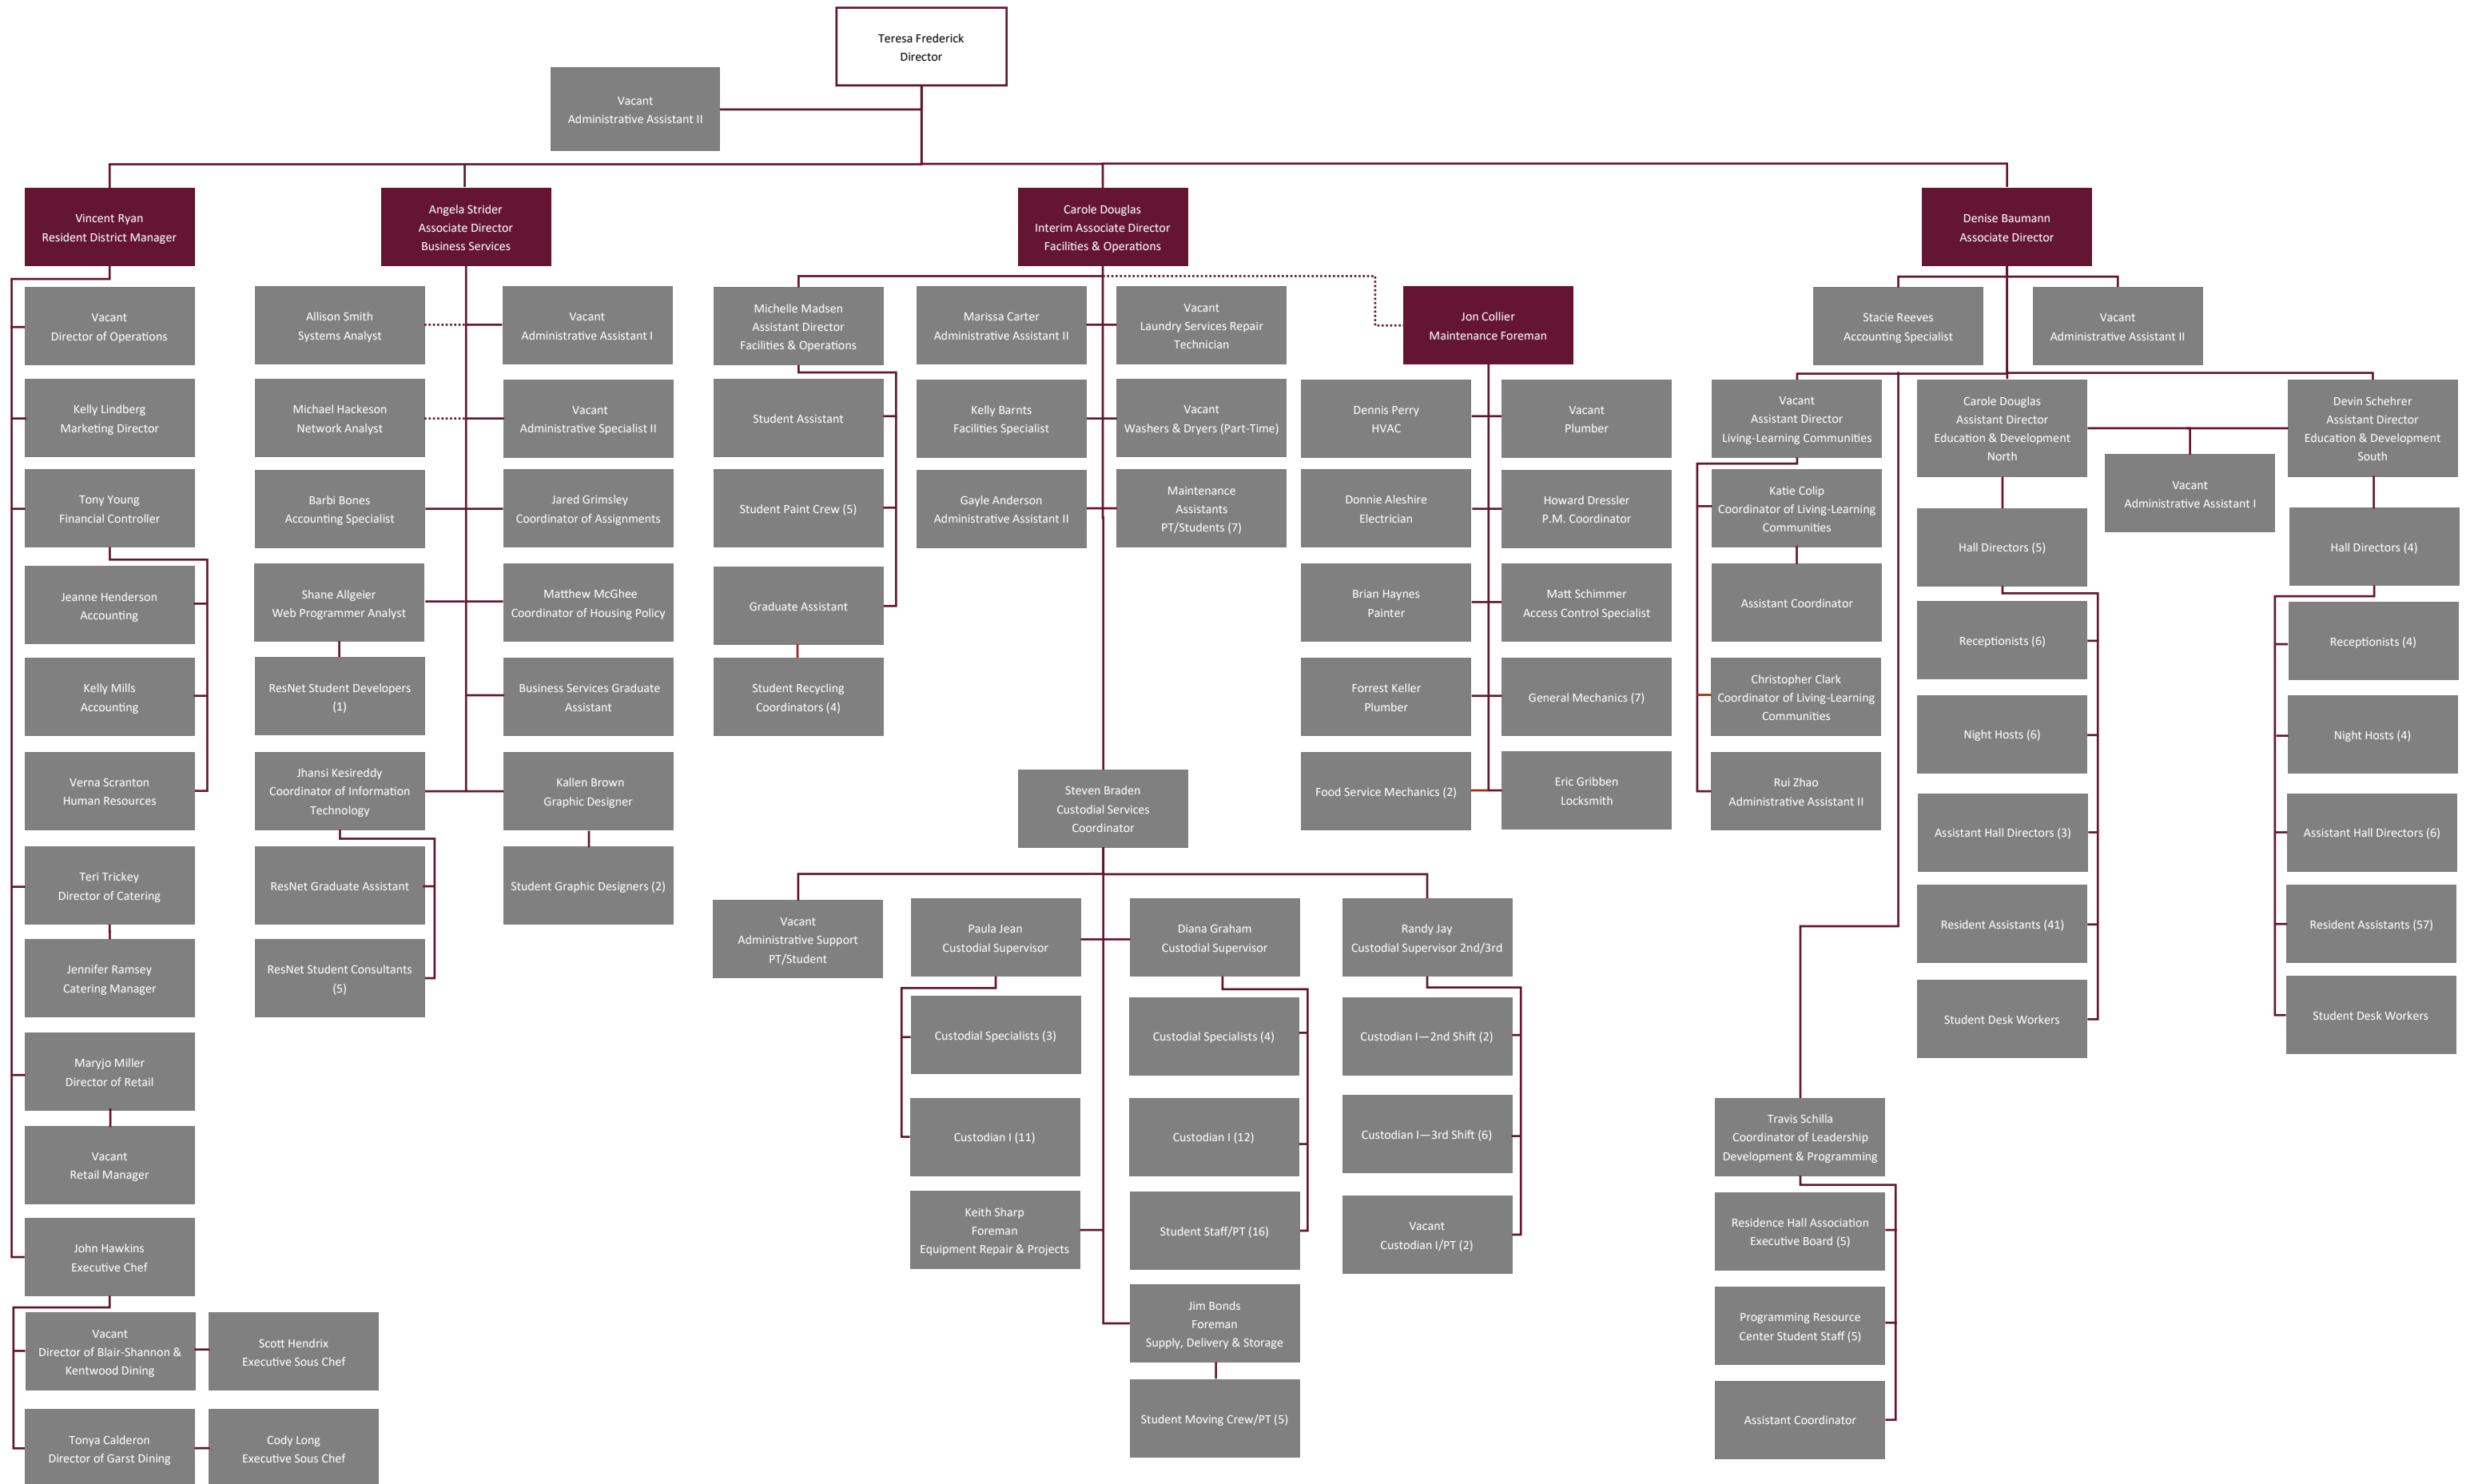 Teresa Frederick
Director
Vacant
Administrative Assistant II
Vincent Ryan
Resident District Manager
Vacant
Director of Operations
Kelly Lindberg
Marketing Director
Tony Young
Financial Controller
Jeanne Henderson
Accounting
Kelly Mills
Accounting
Verna Scranton
Human Resources
Teri Trickey
Director of Catering
Jennifer Ramsey
Catering Manager
Maryjo Miller
Director of Retail
Vacant
Retail Manager
John Hawkins
Executive Chef
Vacant
Director of Blair-Shannon &
Kentwood Dining
Scott Hendrix
Executive Sous Chef
Tonya Calderon
Director of Garst Dining
Cody Long
Executive Sous Chef
Angela Strider
Associate Director
Business Services
Allison Smith
Systems Analyst
Vacant
Administrative Assistant I
Michael Hackeson
Network Analyst
Vacant
Administrative Specialist II
Barbi Bones
Accounting Specialist
Jared Grimsley
Coordinator of Assignments
Shane Allgeier
Web Programmer Analyst
Matthew McGhee
Coordinator of Housing Policy
ResNet Student Developers
(1)
Business Services Graduate
Assistant
Jhansi Kesireddy
Coordinator of Information
Technology
Kallen Brown
Graphic Designer
ResNet Graduate Assistant
Student Graphic Designers (2)
ResNet Student Consultants
(5)
Carole Douglas
Interim Associate Director
Facilities & Operations
Michelle Madsen
Assistant Director
Facilities & Operations
Student Assistant
Student Paint Crew (5)
Graduate Assistant
Student Recycling
Coordinators (4)
Marissa Carter
Administrative Assistant II
Vacant
Laundry Services Repair
Technician
Kelly Barnts
Facilities Specialist
Vacant
Washers & Dryers (Part-Time)
Gayle Anderson
Administrative Assistant II
Maintenance
Assistants
PT/Students (7)
Jon Collier
Maintenance Foreman
Dennis Perry
HVAC
Vacant
Plumber
Donnie Aleshire
Electrician
Howard Dressler
P.M. Coordinator
Brian Haynes
Painter
Matt Schimmer
Access Control Specialist
Forrest Keller
Plumber
General Mechanics (7)
Food Service Mechanics (2)
Eric Gribben
Locksmith
Steven Braden
Custodial Services
Coordinator
Vacant
Administrative Support
PT/Student
Paula Jean
Custodial Supervisor
Custodial Specialists (3)
Custodian I (11)
Keith Sharp
Foreman
Equipment Repair & Projects
Diana Graham
Custodial Supervisor
Custodial Specialists (4)
Custodian I (12)
Student Staff/PT (16)
Jim Bonds
Foreman
Supply, Delivery & Storage
Student Moving Crew/PT (5)
Randy Jay
Custodial Supervisor 2nd/3rd
Custodian I—2nd Shift (2)
Custodian I—3rd Shift (6)
Vacant
Custodian I/PT (2)
Denise Baumann
Associate Director
Stacie Reeves
Accounting Specialist
Vacant
Administrative Assistant II
Vacant
Assistant Director
Living-Learning Communities
Katie Colip
Coordinator of Living-Learning
Communities
Assistant Coordinator
Christopher Clark
Coordinator of Living-Learning
Communities
Rui Zhao
Administrative Assistant II
Carole Douglas
Assistant Director
Education & Development
North
Hall Directors (5)
Receptionists (6)
Night Hosts (6)
Assistant Hall Directors (3)
Resident Assistants (41)
Student Desk Workers
Vacant
Administrative Assistant I
Devin Schehrer
Assistant Director
Education & Development
South
Hall Directors (4)
Receptionists (4)
Night Hosts (4)
Assistant Hall Directors (6)
Resident Assistants (57)
Student Desk Workers
Travis Schilla
Coordinator of Leadership
Development & Programming
Residence Hall Association
Executive Board (5)
Programming Resource
Center Student Staff (5)
Assistant Coordinator